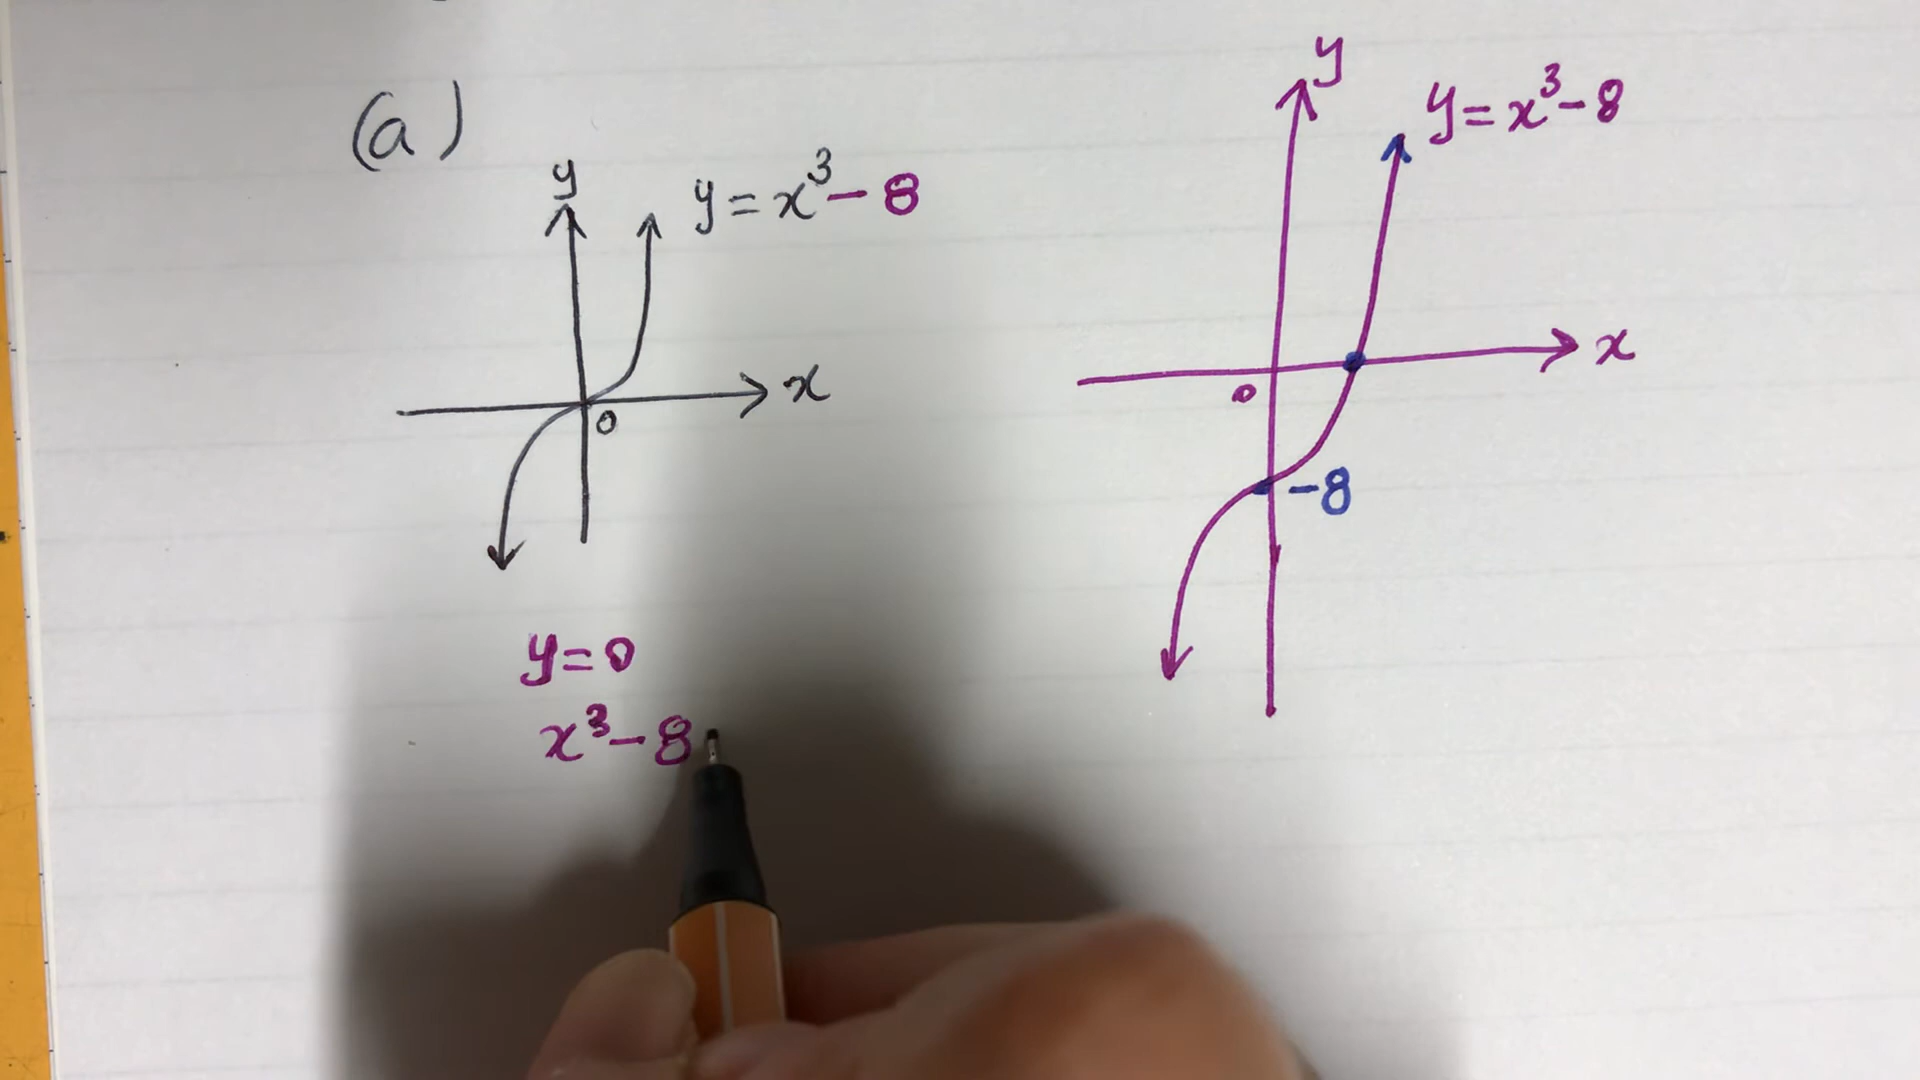 (a)
y
y = x³ - 8
x
0
y = 0
x³ - 8
y
y = x³ - 8
x
0
-8